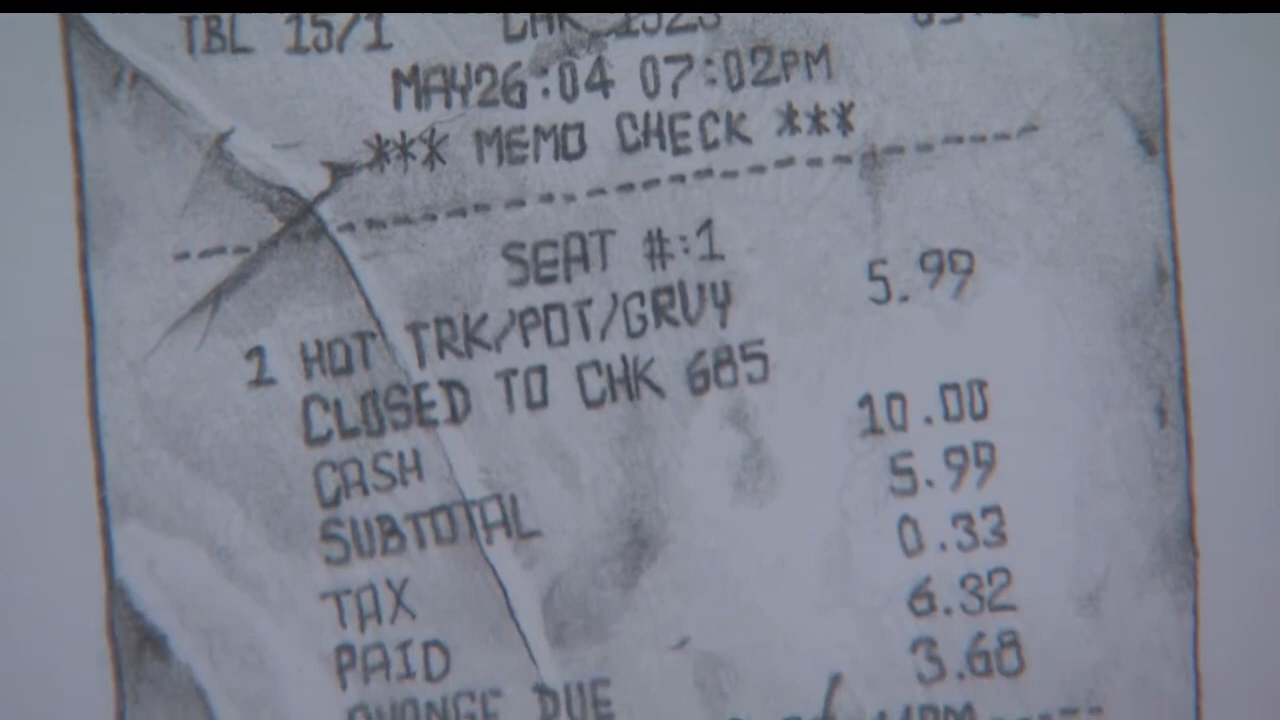 TBL 15/1 CHK
MAY26:04 07:02PM
*** MEMO CHECK ***
SEAT #:1
1 HOT TRK/POT/GRVY 5.99
CLOSED TO CHK 685
CASH 10.00
SUBTOTAL 5.99
TAX 0.33
PAID 6.32
CHANGE DUE 3.68